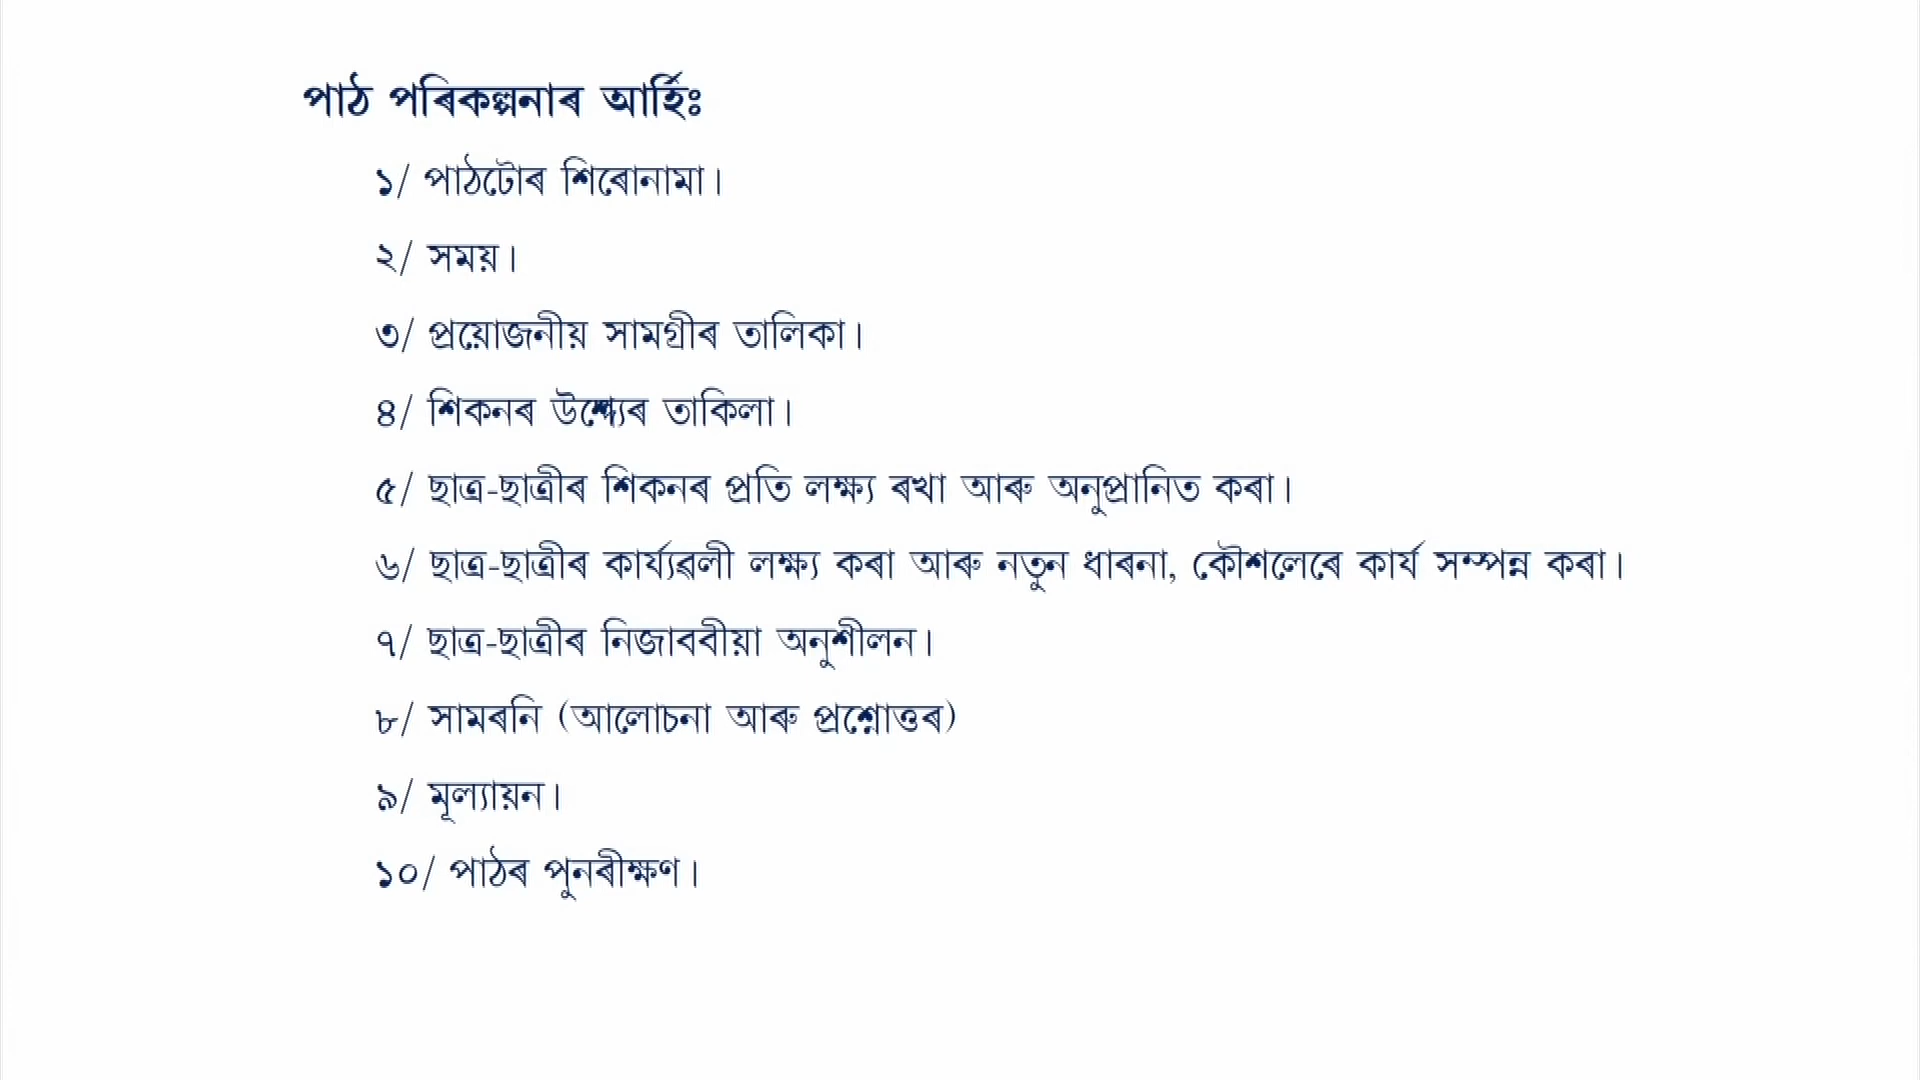 পাঠ পৰিকল্পনাৰ আৰ্হিঃ
১/ পাঠটোৰ শিৰোনামা।
২/ সময়।
৩/ প্ৰয়োজনীয় সামগ্ৰীৰ তালিকা।
৪/ শিকনৰ তাকিলা।
৫/ ছাত্ৰ-ছাত্ৰীৰ শিকনৰ প্ৰতি লক্ষ্য ৰখা আৰু অনুপ্ৰানিত কৰা।
৬/ ছাত্ৰ-ছাত্ৰীৰ কাৰ্য্যৱলী লক্ষ্য কৰা আৰু নতুন ধাৰনা, কৌশলেৰে কাৰ্য সম্পন্ন কৰা।
৭/ ছাত্ৰ-ছাত্ৰীৰ নিজাববীয়া অনুশীলন।
৮/ সামৰনি (আলোচনা আৰু প্ৰশ্নোত্তৰ)
৯/ মূল্যায়ন।
১০/ পাঠৰ পুনৰীক্ষণ।